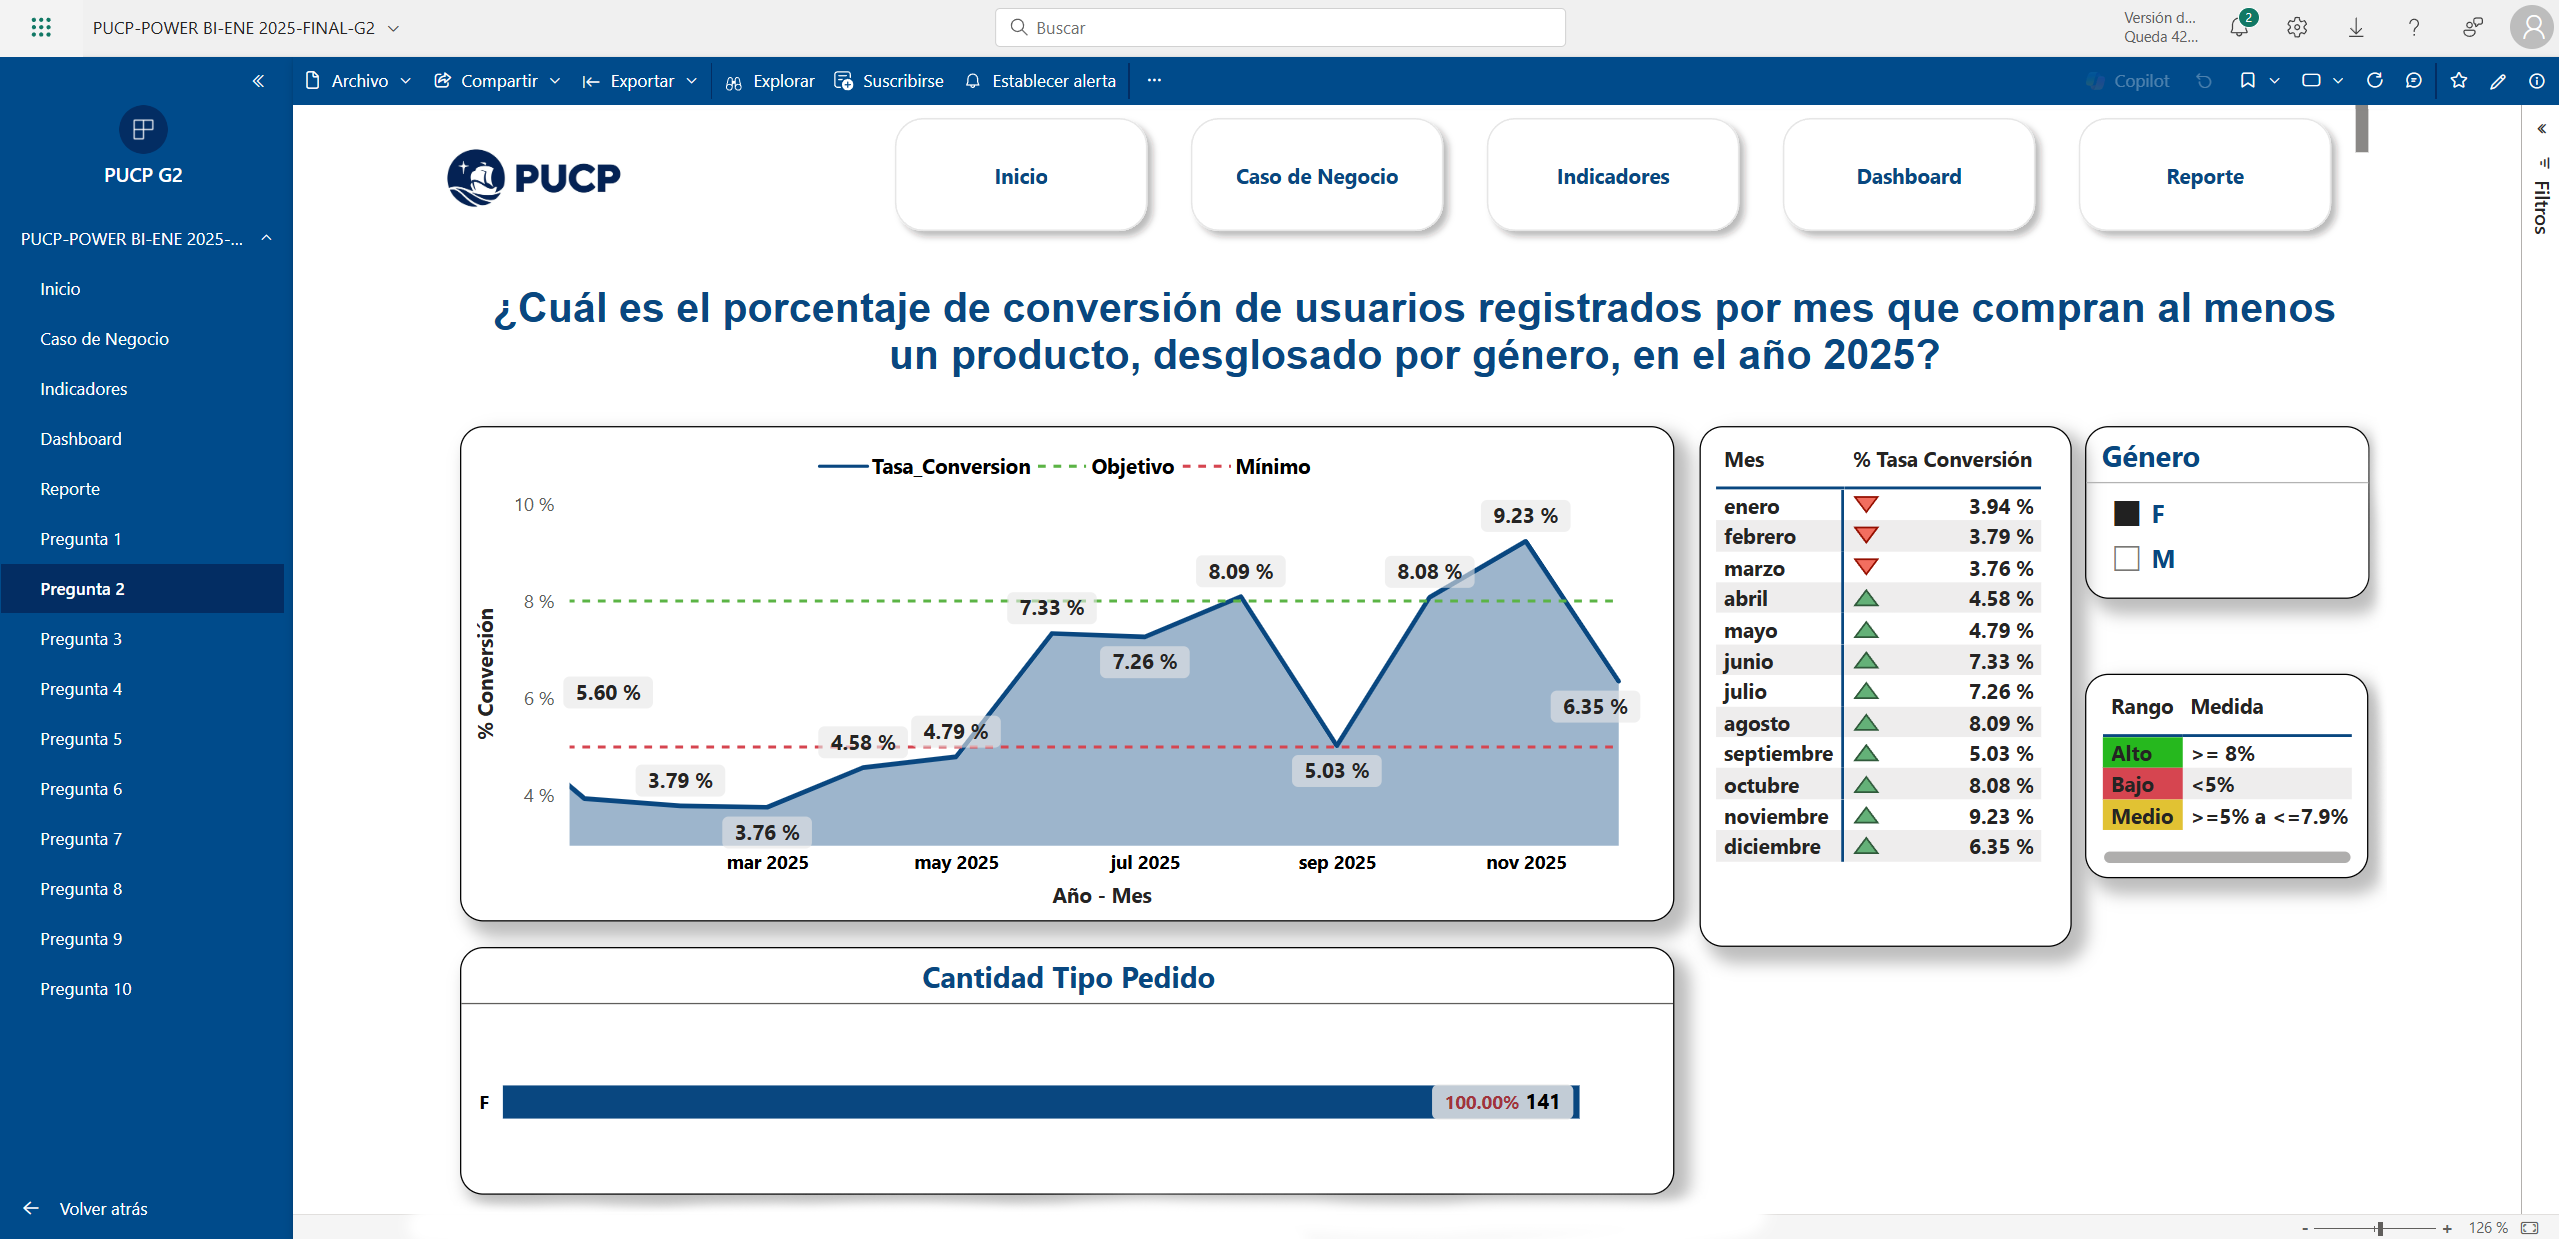 PUCP-POWER BI-ENE 2025-FINAL-G2
Buscar
Versión d...
Queda 42...
2
Archivo
Compartir
Exportar
Explorar
Suscribirse
Establecer alerta
Copilot
PUCP G2
PUCP-POWER BI-ENE 2025-...
Inicio
Caso de Negocio
Indicadores
Dashboard
Reporte
Pregunta 1
Pregunta 2
Pregunta 3
Pregunta 4
Pregunta 5
Pregunta 6
Pregunta 7
Pregunta 8
Pregunta 9
Pregunta 10
Volver atrás
PUCP
Inicio
Caso de Negocio
Indicadores
Dashboard
Reporte
Filtros
¿Cuál es el porcentaje de conversión de usuarios registrados por mes que compran al menos
un producto, desglosado por género, en el año 2025?
Tasa_Conversion Objetivo Mínimo
% Conversión
10 %
8 %
6 %
4 %
5.60 %
3.79 %
3.76 %
4.58 %
4.79 %
7.33 %
7.26 %
8.09 %
5.03 %
8.08 %
9.23 %
6.35 %
mar 2025 may 2025 jul 2025 sep 2025 nov 2025
Año - Mes
Mes % Tasa Conversión
enero 3.94 %
febrero 3.79 %
marzo 3.76 %
abril 4.58 %
mayo 4.79 %
junio 7.33 %
julio 7.26 %
agosto 8.09 %
septiembre 5.03 %
octubre 8.08 %
noviembre 9.23 %
diciembre 6.35 %
Género
F
M
Rango Medida
Alto >= 8%
Bajo <5%
Medio >=5% a <=7.9%
Cantidad Tipo Pedido
F 100.00% 141
- + 126 %